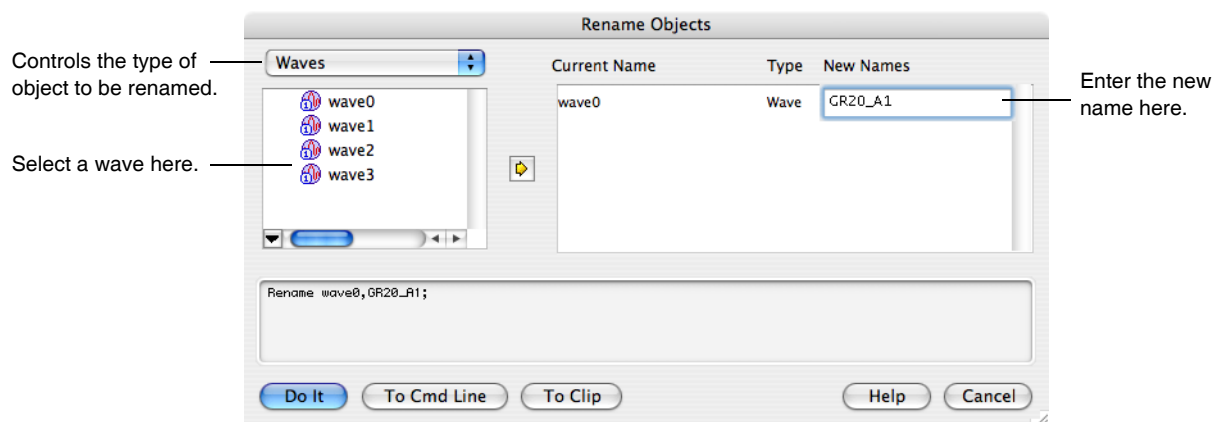 Rename Objects
Controls the type of
object to be renamed.
Waves
Current Name Type New Names
wave0 Wave GR20_A1
Enter the new
name here.
wave0
wave1
wave2
wave3
Select a wave here.
Rename wave0,GR20_A1;
Do It To Cmd Line To Clip Help Cancel